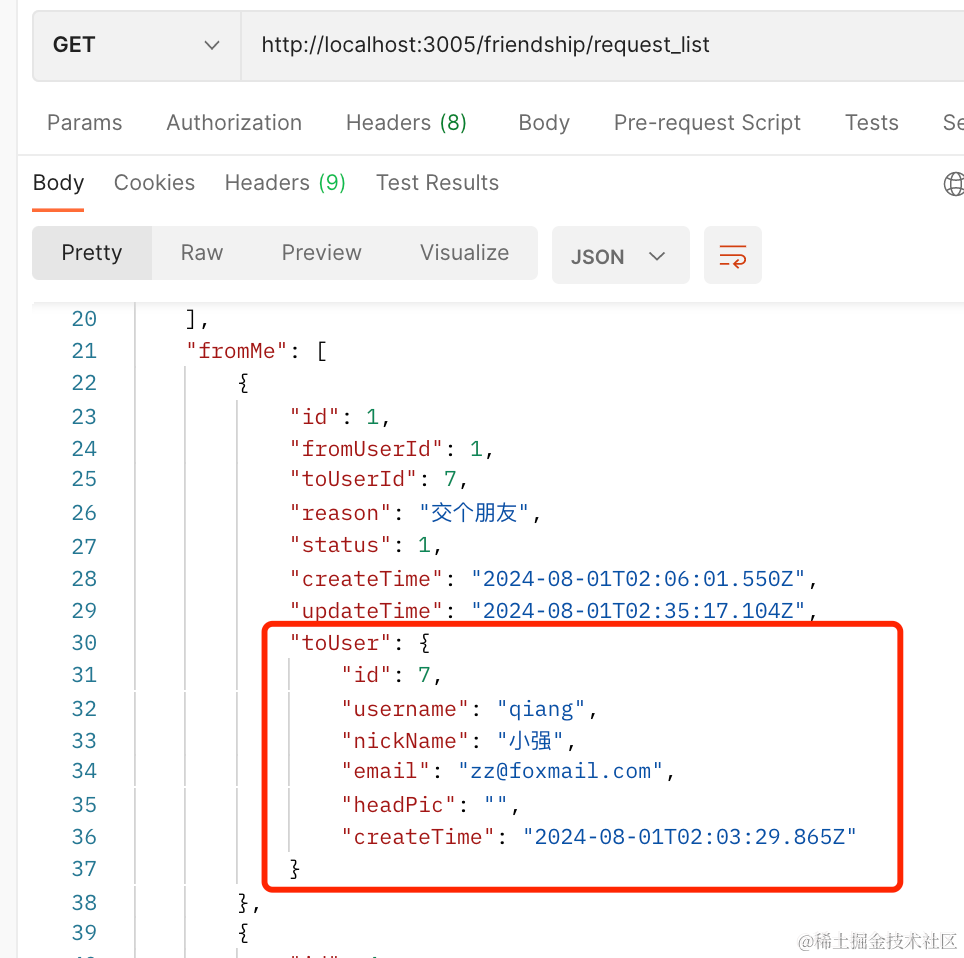 GET http://localhost:3005/friendship/request_list
Params Authorization Headers (8) Body Pre-request Script Tests Se
Body Cookies Headers (9) Test Results
Pretty Raw Preview Visualize JSON
20 ],
21 "fromMe": [
22 {
23 "id": 1,
24 "fromUserId": 1,
25 "toUserId": 7,
26 "reason": "交个朋友",
27 "status": 1,
28 "createTime": "2024-08-01T02:06:01.550Z",
29 "updateTime": "2024-08-01T02:35:17.104Z",
30 "toUser": {
31 "id": 7,
32 "username": "qiang",
33 "nickName": "小强",
34 "email": "zz@foxmail.com",
35 "headPic": "",
36 "createTime": "2024-08-01T02:03:29.865Z"
37 }
38 },
39 {
@稀土掘金技术社区